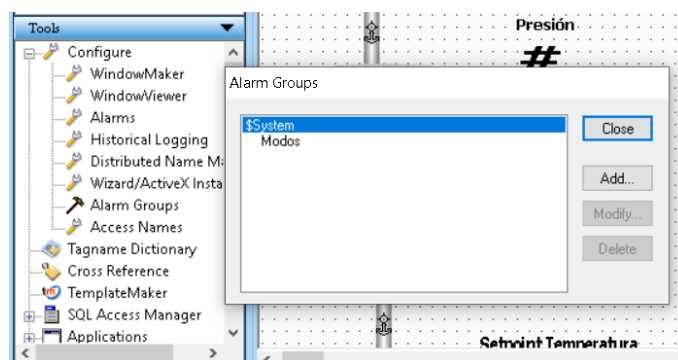 Tools
Configure
WindowMaker
WindowViewer
Alarms
Historical Logging
Distributed Name M
Wizard/ActiveX Insta
Alarm Groups
Access Names
Tagname Dictionary
Cross Reference
TemplateMaker
SQL Access Manager
Applications
Presión
#
Alarm Groups
$System
Modos
Close
Add...
Modify...
Delete
Setpoint Temperatura